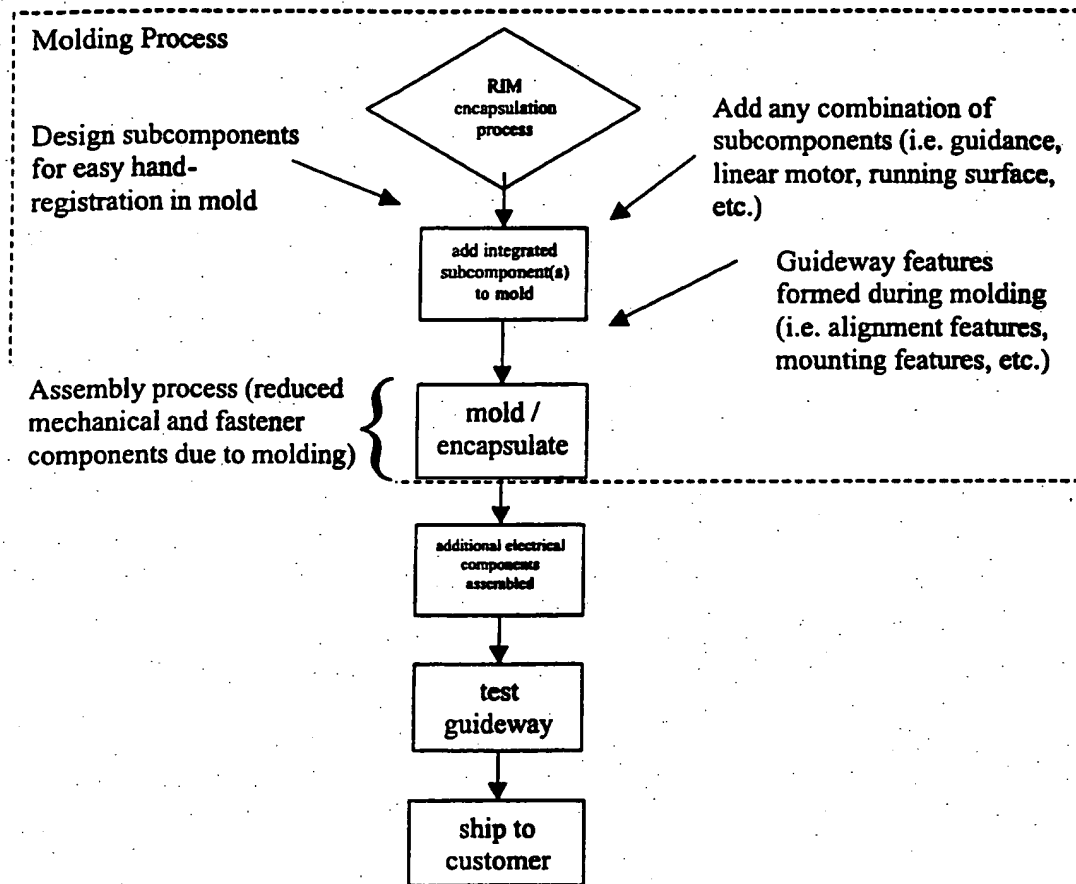 Molding Process
RIM
encapsulation
process
Design subcomponents
for easy hand-
registration in mold
Add any combination of
subcomponents (i.e. guidance,
linear motor, running surface,
etc.)
add integrated
subcomponent(s)
to mold
Guideway features
formed during molding
(i.e. alignment features,
mounting features, etc.)
Assembly process (reduced
mechanical and fastener
components due to molding)
mold /
encapsulate
additional electrical
components
assembled
test
guideway
ship to
customer